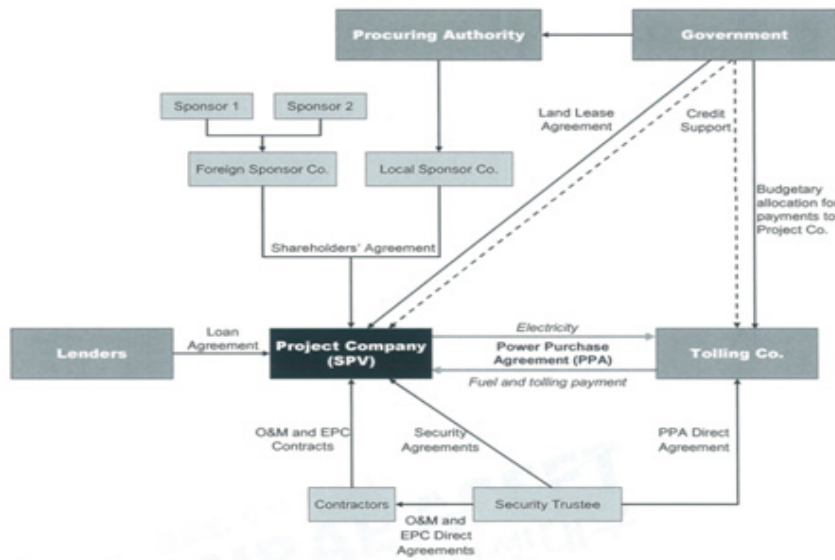 Procuring Authority
Government
Sponsor 1
Sponsor 2
Land Lease
Agreement
Credit
Support
Foreign Sponsor Co.
Local Sponsor Co.
Budgetary
allocation for
payments to
Project Co.
Shareholders' Agreement
Lenders
Loan
Agreement
Project Company
(SPV)
Electricity
Power Purchase
Agreement (PPA)
Fuel and tolling payment
Tolling Co.
O&M and EPC
Contracts
Security
Agreements
PPA Direct
Agreement
Contractors
Security Trustee
O&M and
EPC Direct
Agreements